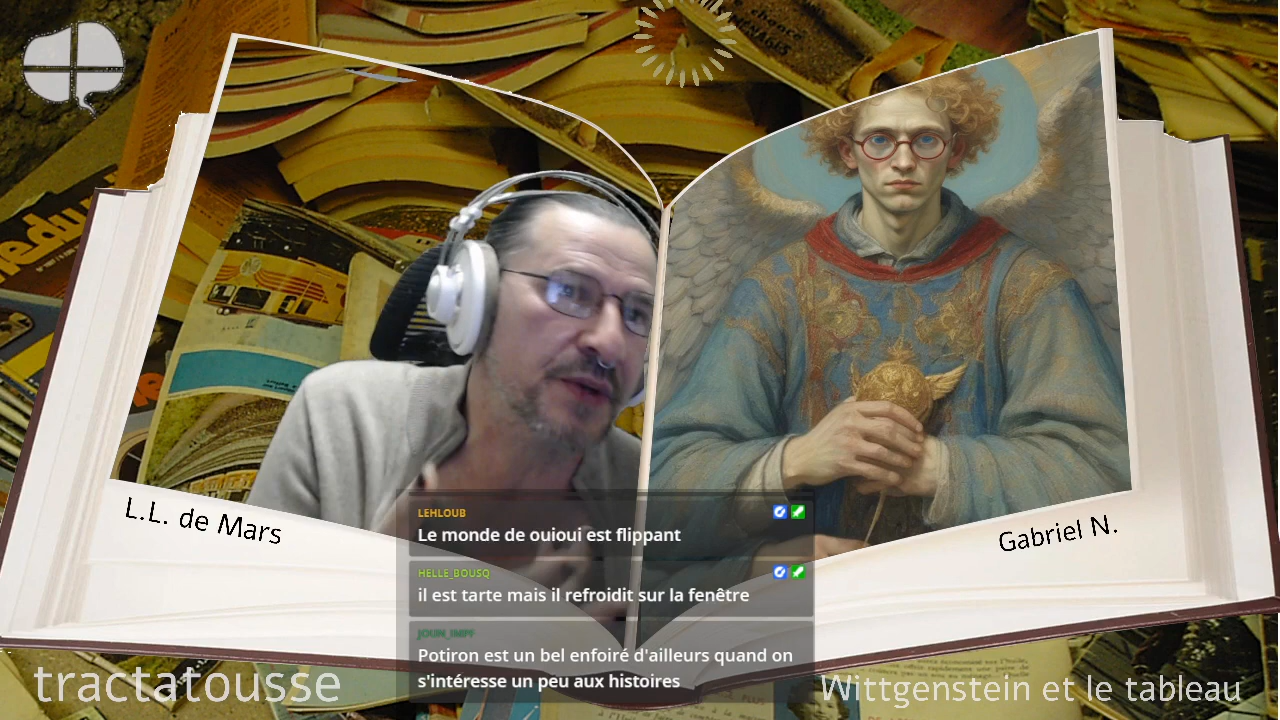 L.L. de Mars
Gabriel N.
LEHLOUB
Le monde de ouioui est flippant
HELLE_BOUSQ
il est tarte mais il refroidit sur la fenêtre
JOUIN_IMPF
Potiron est un bel enfoiré d'ailleurs quand on
s'intéresse un peu aux histoires
tractatousse
Wittgenstein et le tableau